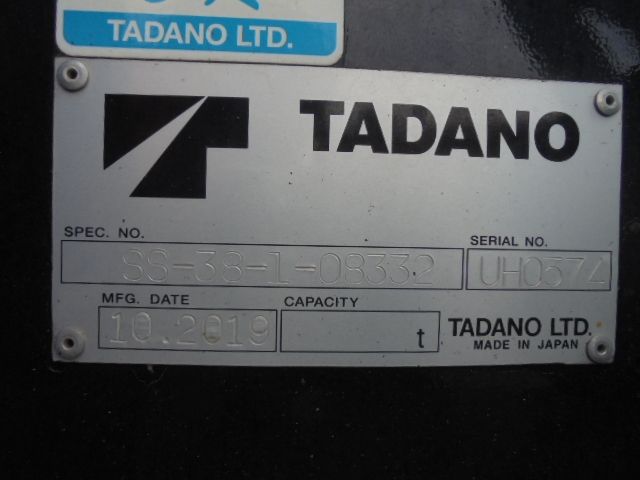 TADANO LTD.
TADANO
SPEC. NO.
SS-38-1-08332
SERIAL NO.
UH0374
MFG. DATE
10.2019
CAPACITY
t
TADANO LTD.
MADE IN JAPAN